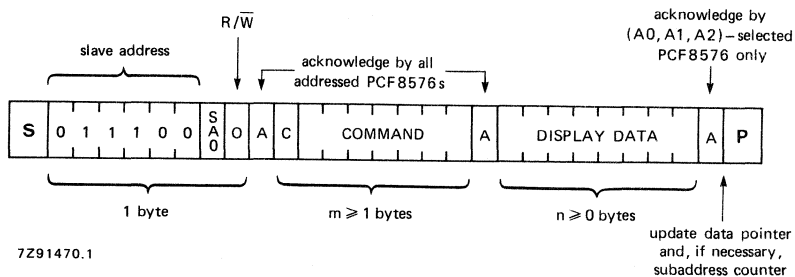 acknowledge by
(A0, A1, A2)–selected
PCF8576 only
R/W̅
slave address
acknowledge by all
addressed PCF8576s
S 0 1 1 1 0 0 SA0 0 A C COMMAND A DISPLAY DATA A P
1 byte
m ≥ 1 bytes
n ≥ 0 bytes
update data pointer
and, if necessary,
subaddress counter
7Z91470.1